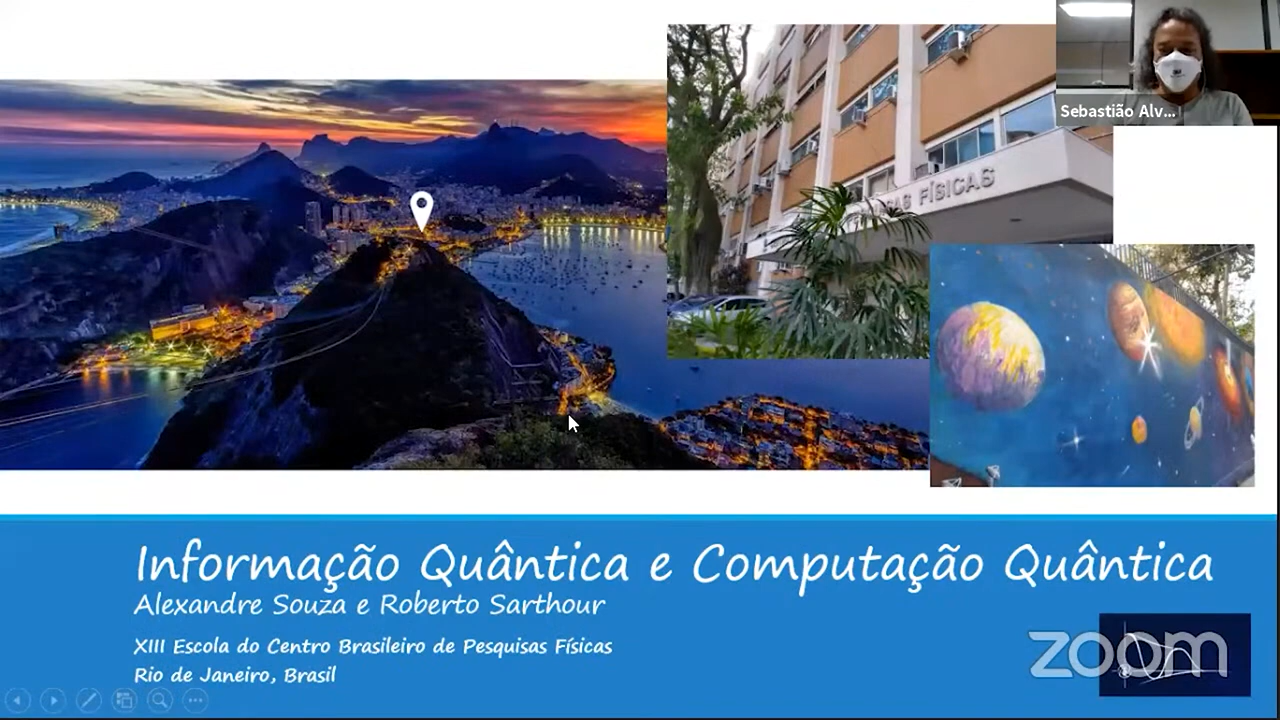 Sebastião Alv...
FÍSICAS
Informação Quântica e Computação Quântica
Alexandre Souza e Roberto Sarthour
XIII Escola do Centro Brasileiro de Pesquisas Físicas
Rio de Janeiro, Brasil
zoom